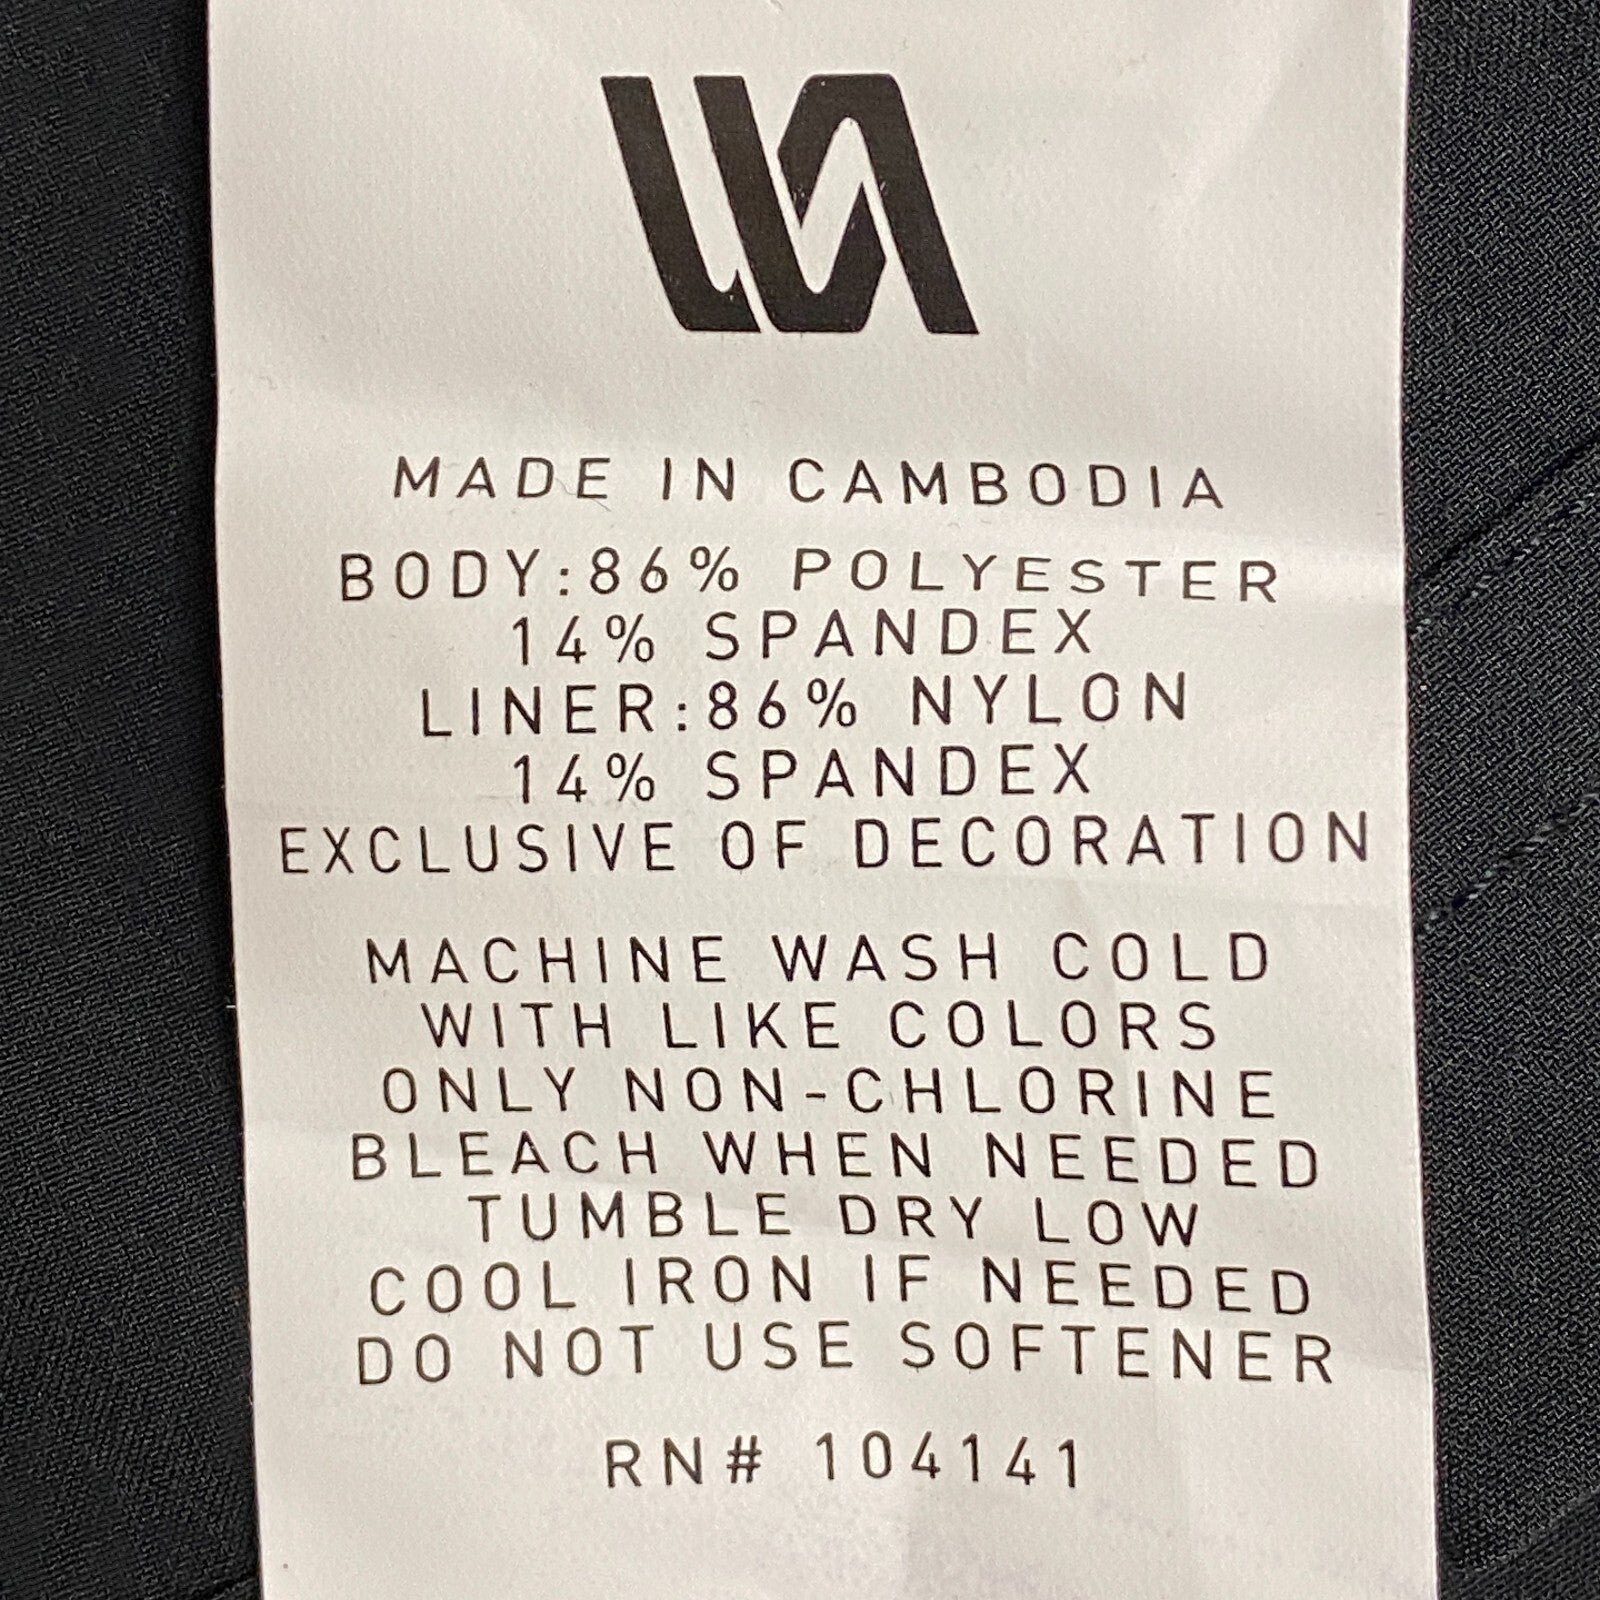 MADE IN CAMBODIA
BODY:86% POLYESTER
14% SPANDEX
LINER:86% NYLON
14% SPANDEX
EXCLUSIVE OF DECORATION
MACHINE WASH COLD
WITH LIKE COLORS
ONLY NON-CHLORINE
BLEACH WHEN NEEDED
TUMBLE DRY LOW
COOL IRON IF NEEDED
DO NOT USE SOFTENER
RN# 104141